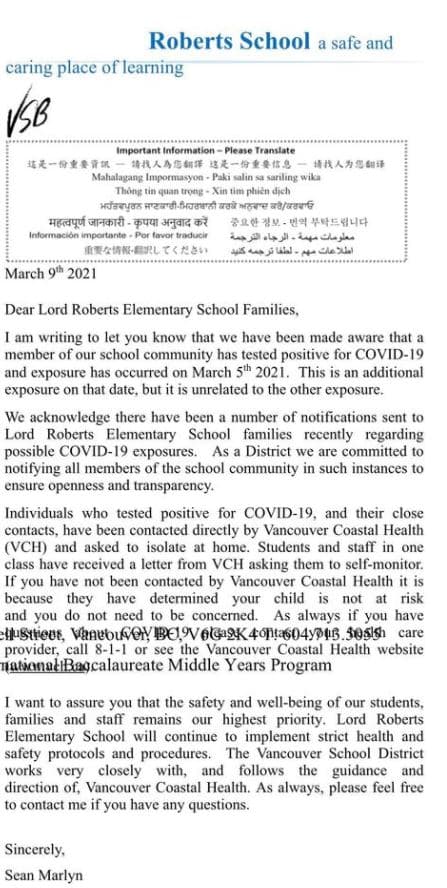 Roberts School a safe and
caring place of learning
VSB
Important Information – Please Translate
這是一份重要資訊 — 請找人為您翻譯 这是一份重要信息 — 请找人为您翻译
Mahalagang Impormasyon - Paki salin sa sariling wika
Thông tin quan trọng - Xin tìm phiên dịch
ਮਹੱਤਵਪੂਰਨ ਜਾਣਕਾਰੀ-ਮਿਹਰਬਾਨੀ ਕਰਕੇ ਅਨੁਵਾਦ ਕਰੋ/ਕਰਵਾਓ
महत्वपूर्ण जानकारी - कृपया अनुवाद करें 중요한 정보 - 번역 부탁드립니다
Información importante - Por favor traducir معلومات مهمة - الرجاء الترجمة
重要な情報-翻訳してください اطلاعات مهم - لطفا ترجمه کنید
March 9th 2021
Dear Lord Roberts Elementary School Families,
I am writing to let you know that we have been made aware that a
member of our school community has tested positive for COVID-19
and exposure has occurred on March 5th 2021. This is an additional
exposure on that date, but it is unrelated to the other exposure.
We acknowledge there have been a number of notifications sent to
Lord Roberts Elementary School families recently regarding
possible COVID-19 exposures. As a District we are committed to
notifying all members of the school community in such instances to
ensure openness and transparency.
Individuals who tested positive for COVID-19, and their close
contacts, have been contacted directly by Vancouver Coastal Health
(VCH) and asked to isolate at home. Students and staff in one
class have received a letter from VCH asking them to self-monitor.
If you have not been contacted by Vancouver Coastal Health it is
because they have determined your child is not at risk
and you do not need to be concerned. As always if you have
Street, Vancouver, BC, V6G 2K4 health care
provider, call 8-1-1 or see the Vancouver Coastal Health website
Baccalaureate Middle Years Program
I want to assure you that the safety and well-being of our students,
families and staff remains our highest priority. Lord Roberts
Elementary School will continue to implement strict health and
safety protocols and procedures. The Vancouver School District
works very closely with, and follows the guidance and
direction of, Vancouver Coastal Health. As always, please feel free
to contact me if you have any questions.
Sincerely,
Sean Marlyn